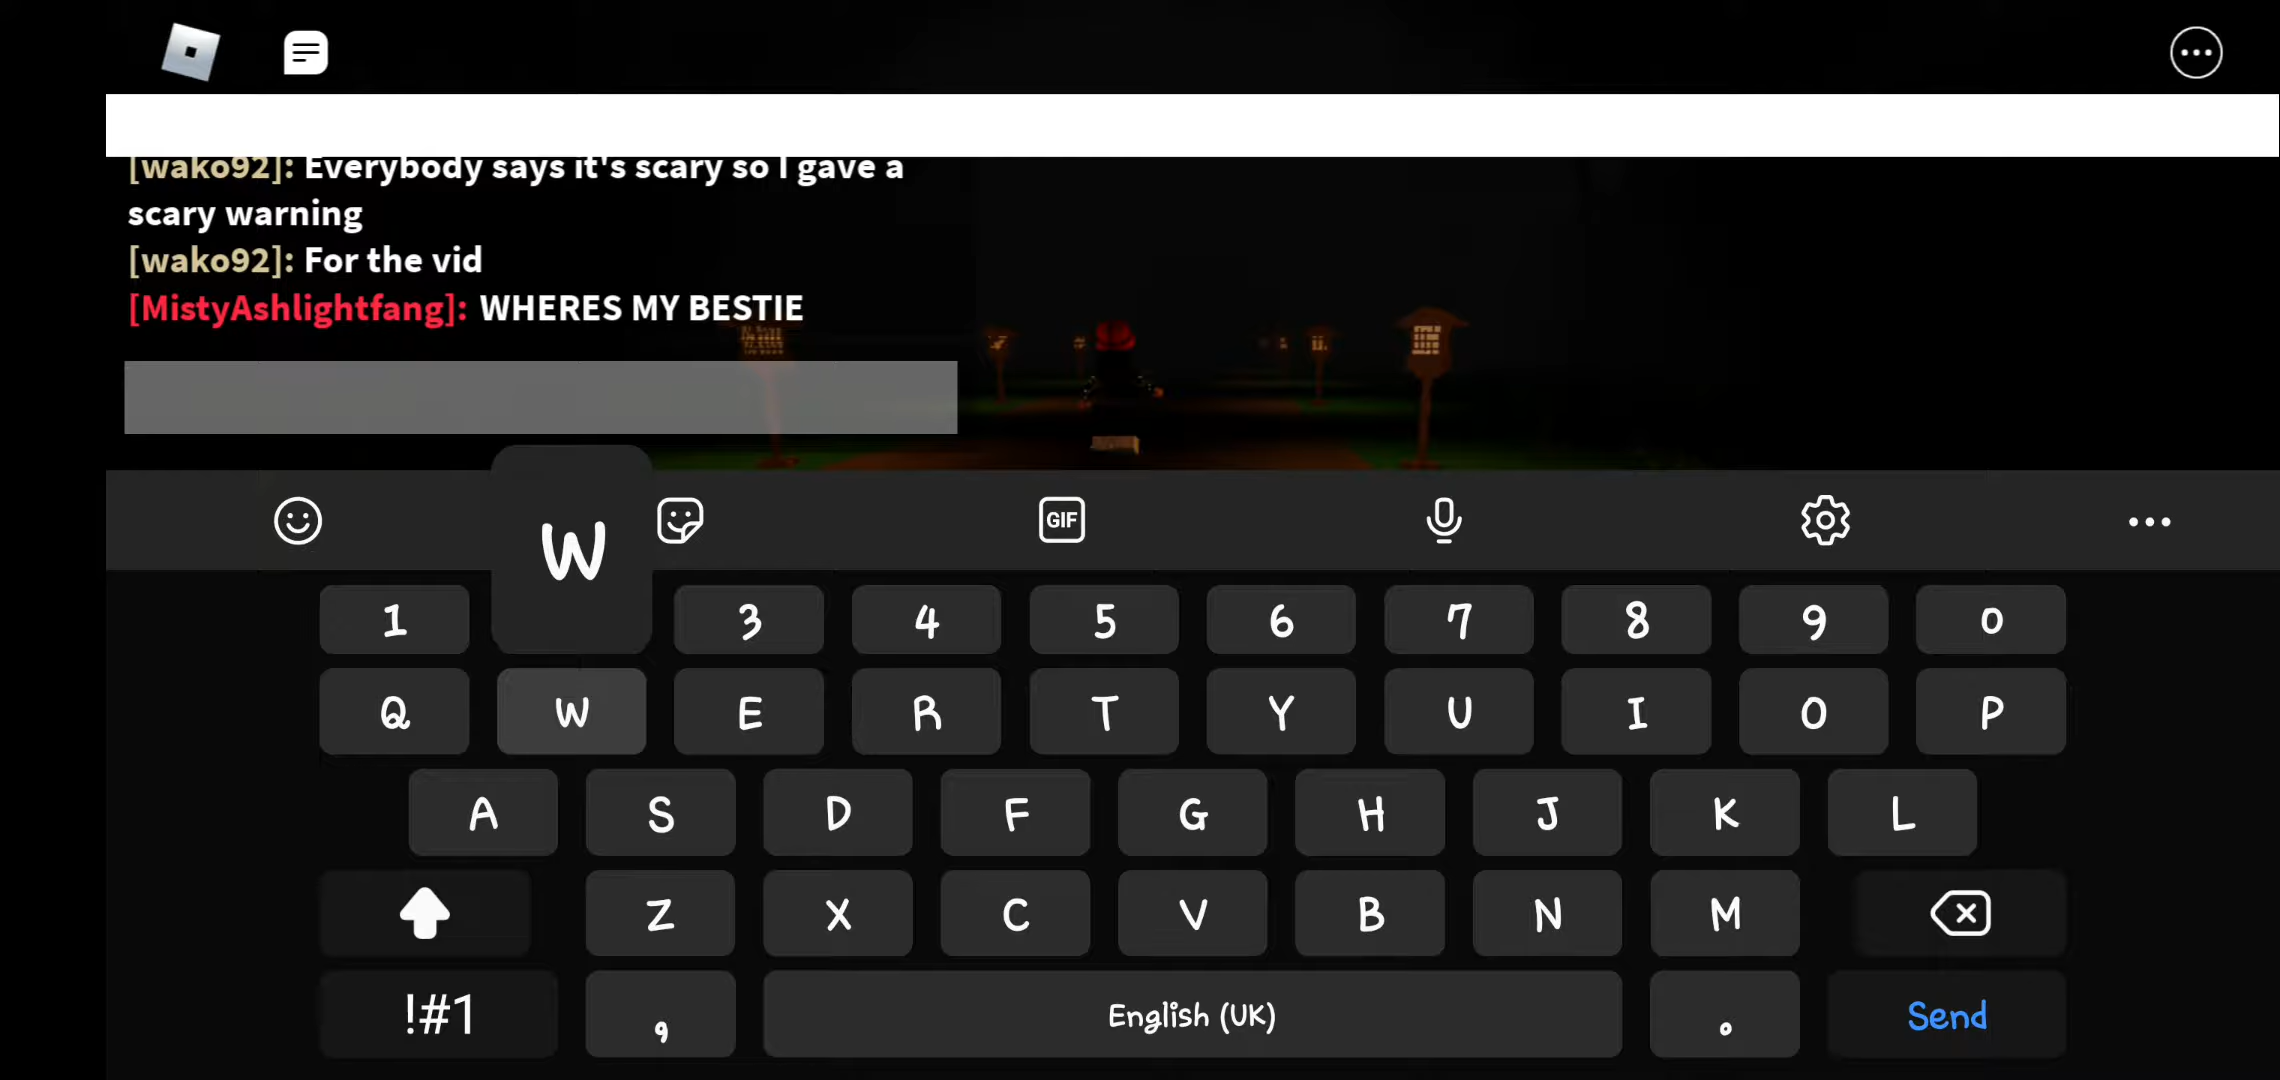 [wako92]: Everybody says it's scary so I gave a
scary warning
[wako92]: For the vid
[MistyAshlightfang]: WHERES MY BESTIE
GIF
W
1 3 4 5 6 7 8 9 0
Q W E R T Y U I O P
A S D F G H J K L
Z X C V B N M
!#1 , English (UK) . Send